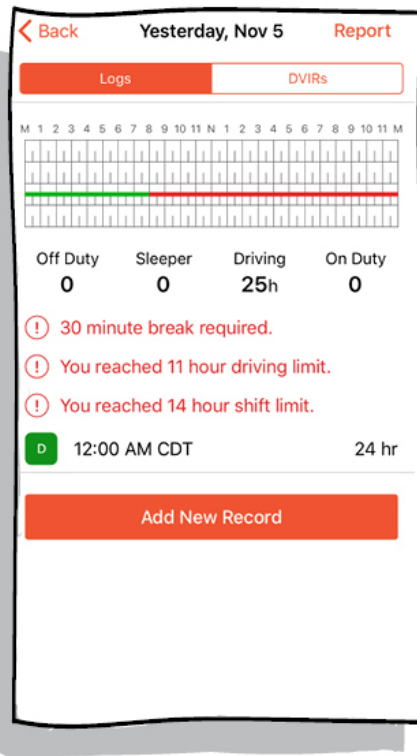 Back Yesterday, Nov 5 Report
Logs DVIRs
M 1 2 3 4 5 6 7 8 9 10 11 N 1 2 3 4 5 6 7 8 9 10 11 M
Off Duty Sleeper Driving On Duty
0 0 25h 0
! 30 minute break required.
! You reached 11 hour driving limit.
! You reached 14 hour shift limit.
D 12:00 AM CDT 24 hr
Add New Record